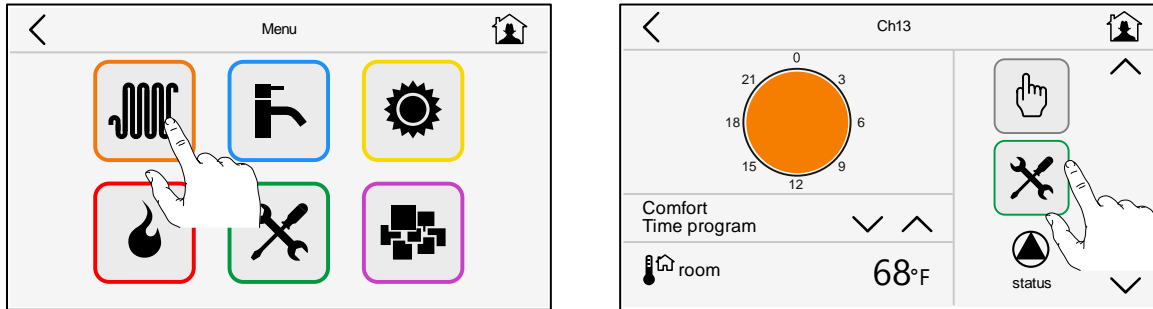 Menu
Ch13
0
21
3
18
6
15
9
12
Comfort
Time program
room
68°F
status